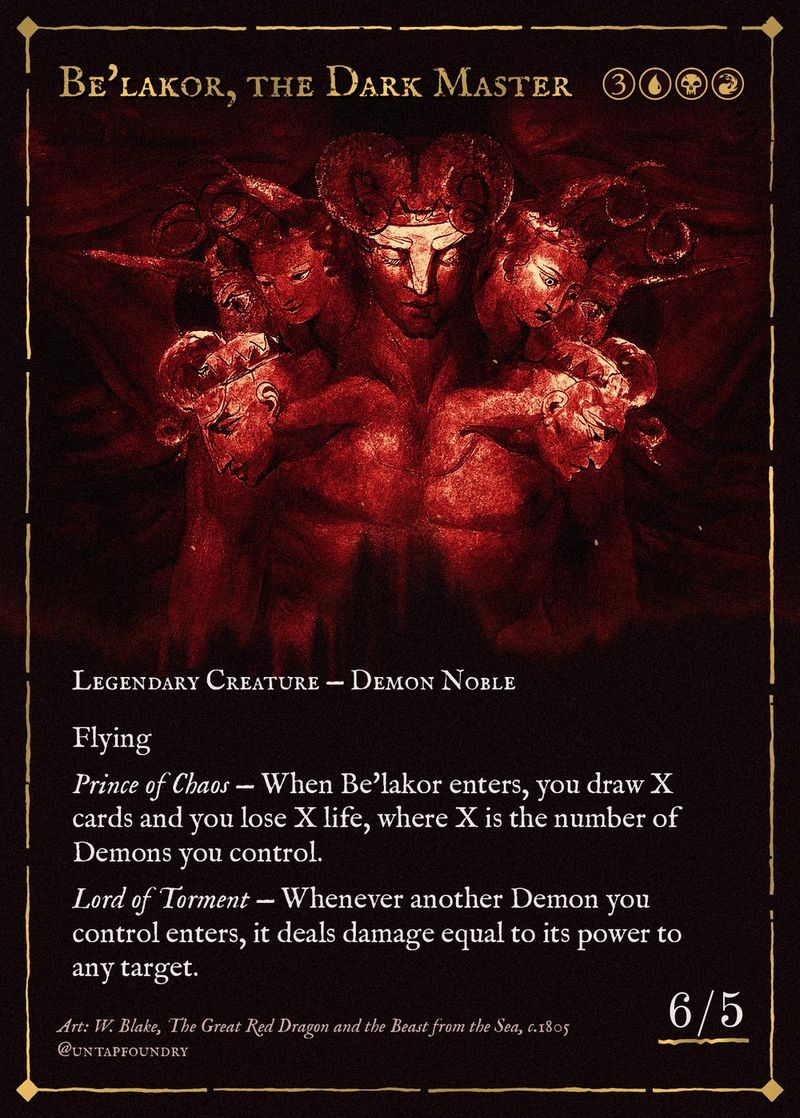 Be'lakor, the Dark Master 3
Legendary Creature — Demon Noble
Flying
Prince of Chaos — When Be'lakor enters, you draw X
cards and you lose X life, where X is the number of
Demons you control.
Lord of Torment — Whenever another Demon you
control enters, it deals damage equal to its power to
any target.
6/5
Art: W. Blake, The Great Red Dragon and the Beast from the Sea, c.1805
@untapfoundry